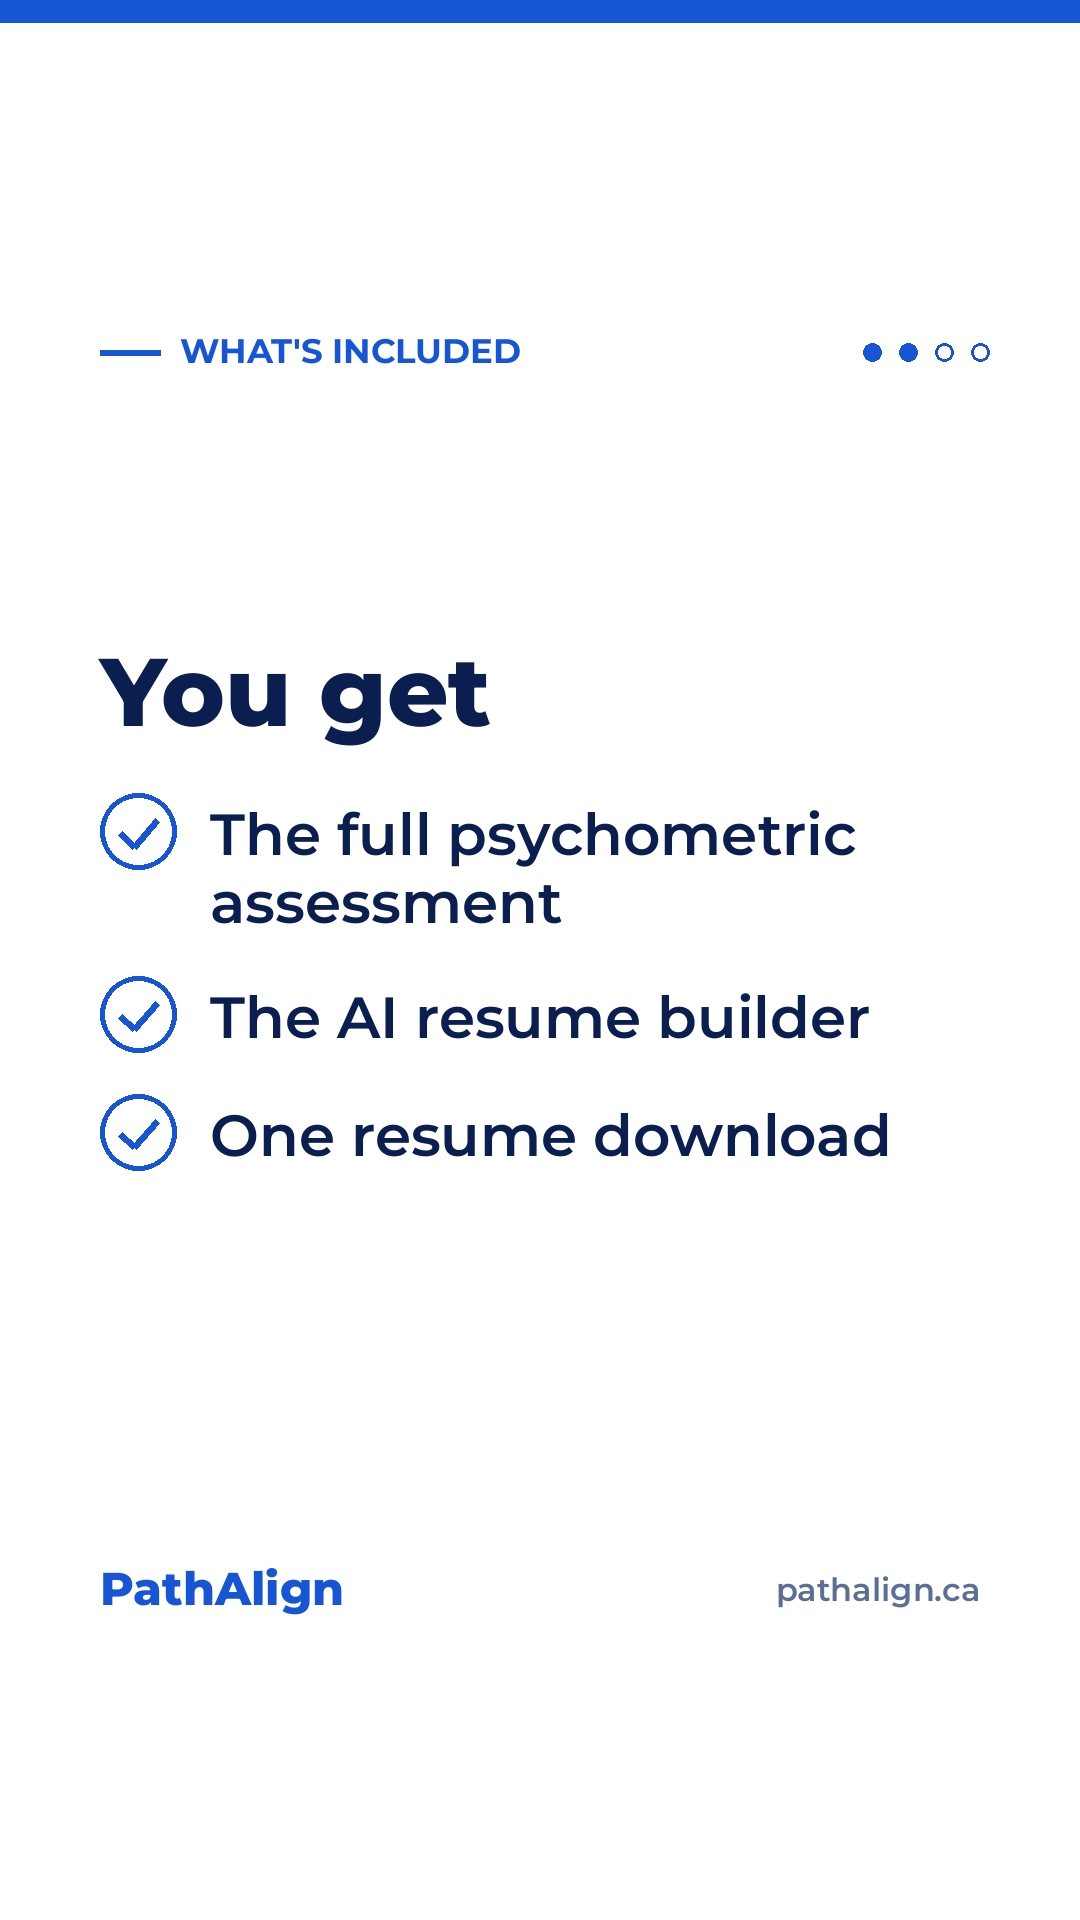 WHAT'S INCLUDED
You get
The full psychometric
assessment
The AI resume builder
One resume download
PathAlign
pathalign.ca